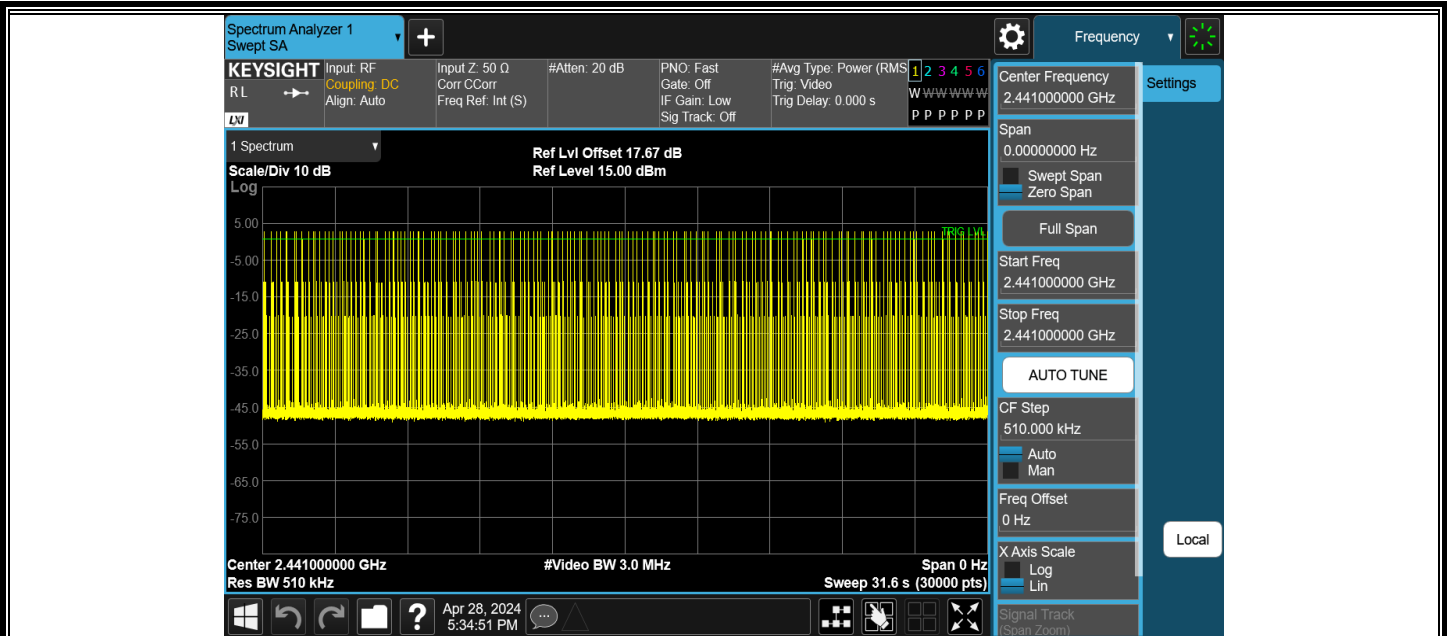 Spectrum Analyzer 1
Swept SA
Frequency
KEYSIGHT
RL
LXI
Input: RF
Coupling: DC
Align: Auto
Input Z: 50 Ω
Corr CCorr
Freq Ref: Int (S)
#Atten: 20 dB
PNO: Fast
Gate: Off
IF Gain: Low
Sig Track: Off
#Avg Type: Power (RMS
Trig: Video
Trig Delay: 0.000 s
1 2 3 4 5 6
W W W W W W
P P P P P P
1 Spectrum
Scale/Div 10 dB
Log
Ref Lvl Offset 17.67 dB
Ref Level 15.00 dBm
TRIG LVL
5.00
-5.00
-15.0
-25.0
-35.0
-45.0
-55.0
-65.0
-75.0
Center 2.441000000 GHz
#Video BW 3.0 MHz
Span 0 Hz
Res BW 510 kHz
Sweep 31.6 s (30000 pts)
?
Apr 28, 2024
5:34:51 PM
Center Frequency
2.441000000 GHz
Span
0.00000000 Hz
Swept Span
Zero Span
Full Span
Start Freq
2.441000000 GHz
Stop Freq
2.441000000 GHz
AUTO TUNE
CF Step
510.000 kHz
Auto
Man
Freq Offset
0 Hz
X Axis Scale
Log
Lin
Signal Track
(Span Zoom)
Settings
Local